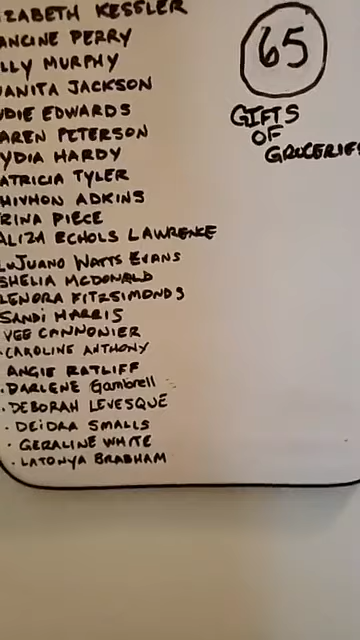 IZABETH KESSLER
ANCINE PERRY
LLY MURPHY
UANITA JACKSON
UDIE EDWARDS
AREN PETERSON
YDIA HARDY
ATRICIA TYLER
HIVHON ADKINS
RINA PIECE
ALIZA ECHOLS LAWRENCE
LuJUANO WATTS EVANS
SHELIA MCDONALD
LENORA FITZSIMONDS
SANDI HARRIS
VEE CANNONIER
CAROLINE ANTHONY
ANGIE RATLIFF
DARLENE Gambrell
DEBORAH LEVESQUE
DEIDRA SMALLS
GERALINE WHITE
LATONYA BRABHAM
65
GIFTS
OF
GROCERIES